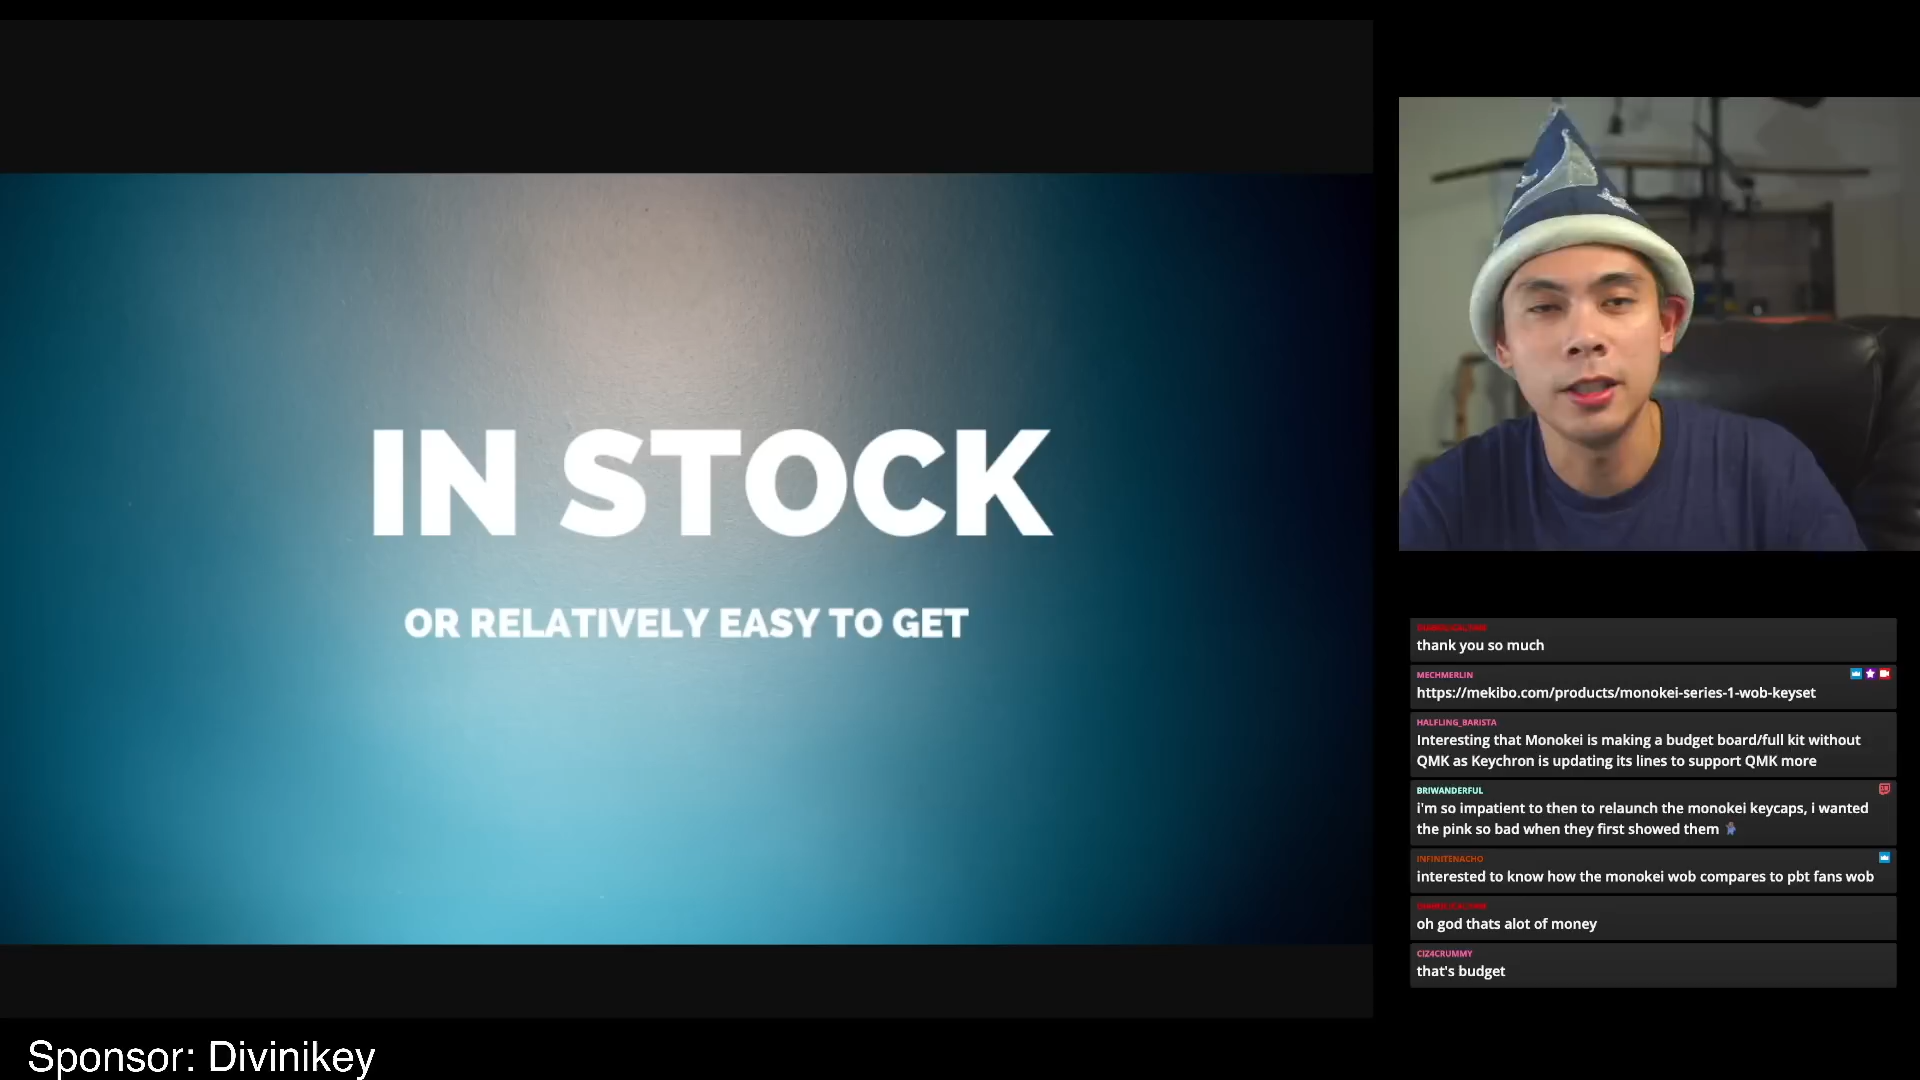 IN STOCK
OR RELATIVELY EASY TO GET
thank you so much
MECHMERLIN
https://mekibo.com/products/monokei-series-1-wob-keyset
HALFLING_BARISTA
Interesting that Monokei is making a budget board/full kit without
QMK as Keychron is updating its lines to support QMK more
BRIWANDERFUL
i'm so impatient to then to relaunch the monokei keycaps, i wanted
the pink so bad when they first showed them
INFINITENACHO
interested to know how the monokei wob compares to pbt fans wob
oh god thats alot of money
CIZ4CRUMMY
that's budget
Sponsor: Divinikey